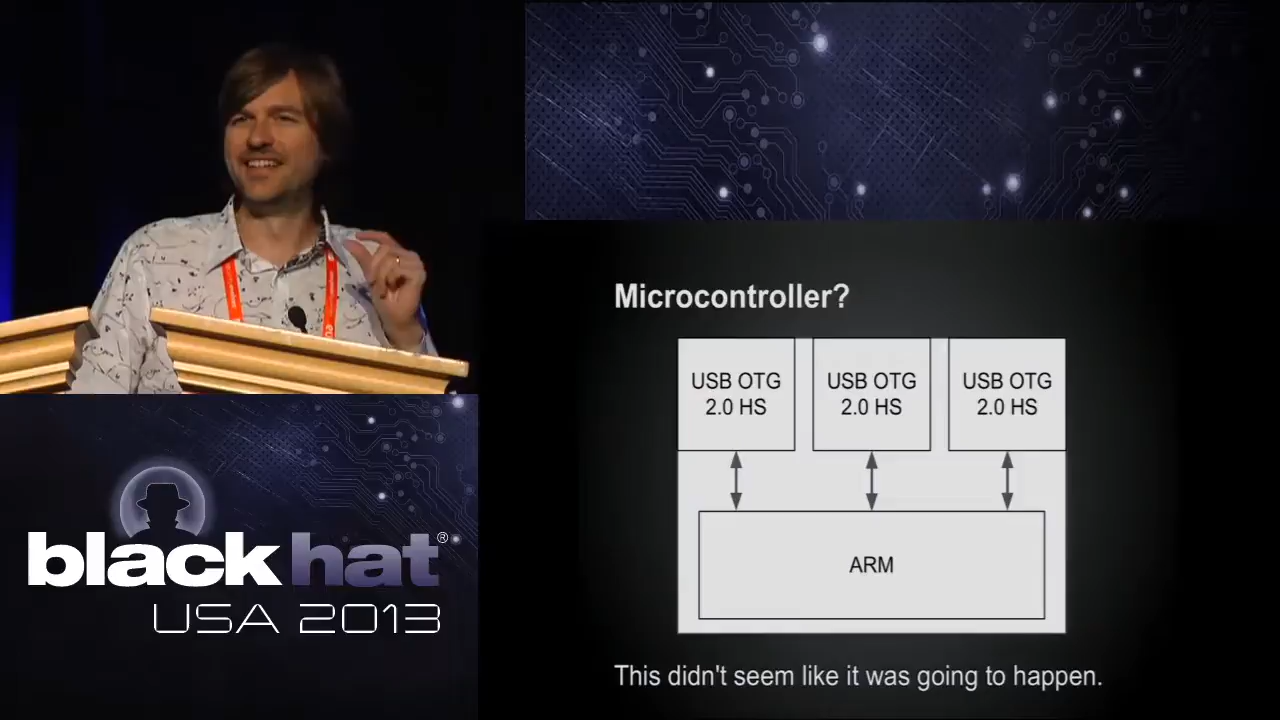 Microcontroller?
USB OTG
2.0 HS
USB OTG
2.0 HS
USB OTG
2.0 HS
ARM
This didn't seem like it was going to happen.
black hat®
USA 2013